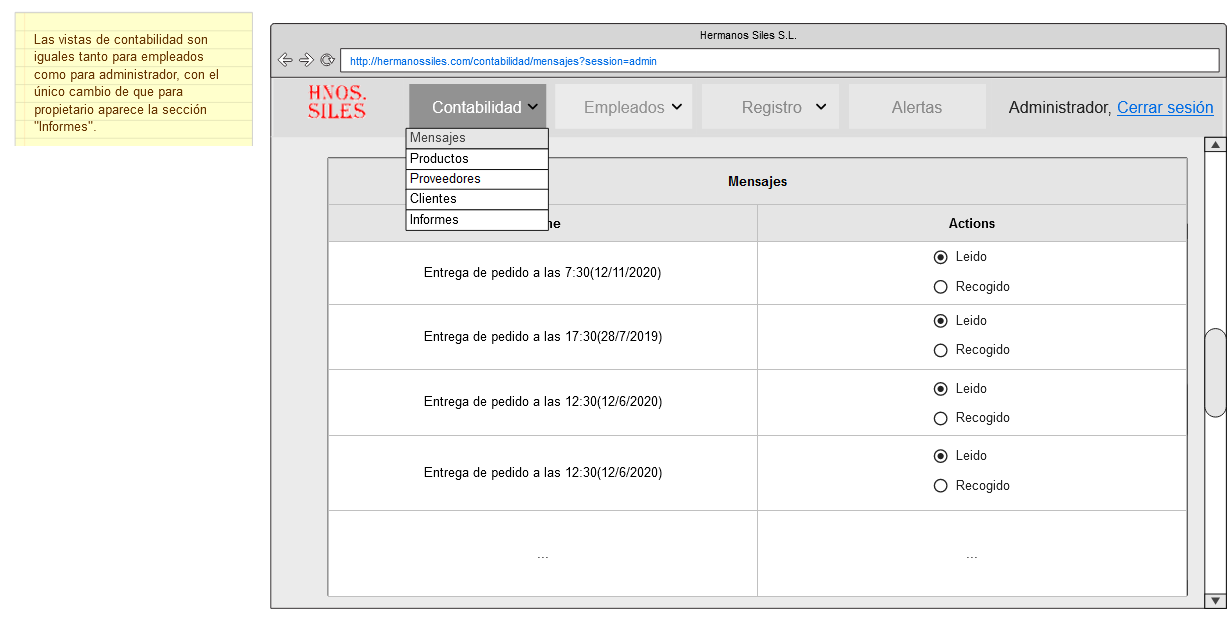 Las vistas de contabilidad son
iguales tanto para empleados
como para administrador, con el
único cambio de que para
propietario aparece la sección
"Informes".
Hermanos Siles S.L.
http://hermanossiles.com/contabilidad/mensajes?session=admin
HNOS.
SILES
Contabilidad
Empleados
Registro
Alertas
Administrador, Cerrar sesión
Mensajes
Productos
Proveedores
Clientes
Informes
Mensajes
Actions
Entrega de pedido a las 7:30(12/11/2020)
Leido
Recogido
Entrega de pedido a las 17:30(28/7/2019)
Leido
Recogido
Entrega de pedido a las 12:30(12/6/2020)
Leido
Recogido
Entrega de pedido a las 12:30(12/6/2020)
Leido
Recogido
...
...